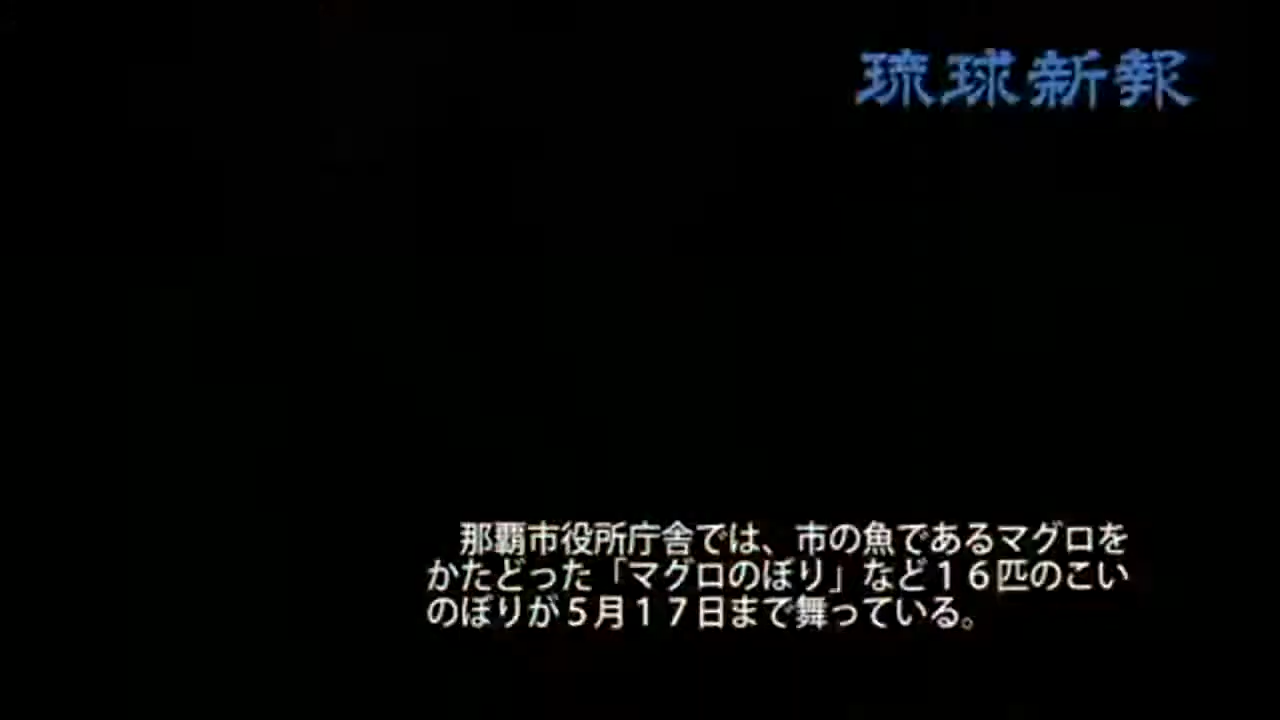 琉球新報
那覇市役所庁舎では、市の魚であるマグロを
かたどった「マグロのぼり」など１６匹のこい
のぼりが５月１７日まで舞っている。